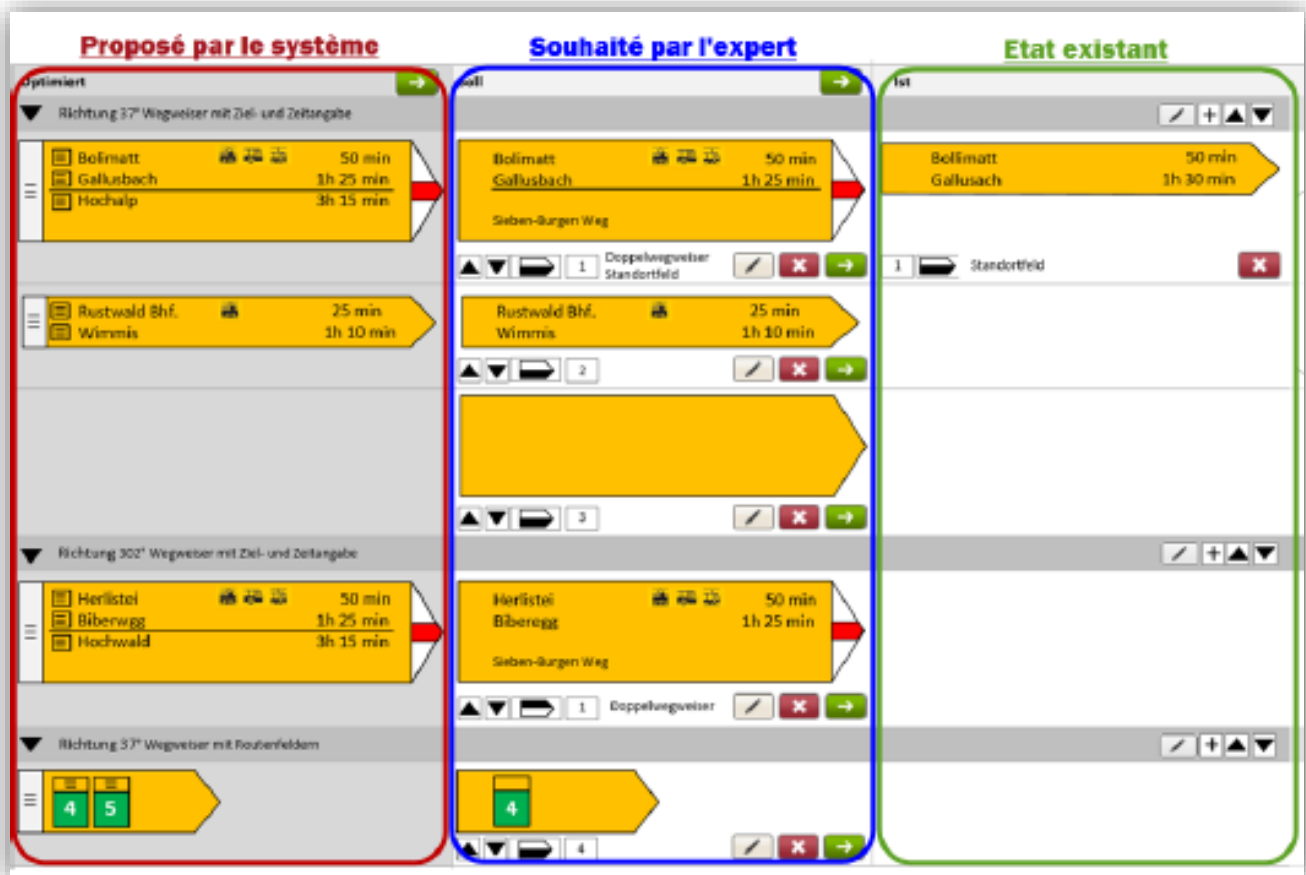 Proposé par le système
Souhaité par l'expert
Etat existant
Optimiert
Soll
Ist
Richtung 37° Wegweiser mit Ziel- und Zeitangabe
Bolimatt 50 min
Gallusbach 1h 25 min
Hochalp 3h 15 min
Bolimatt 50 min
Gallusbach 1h 25 min
Sieben-Burgen Weg
1 Doppelwegweiser
Standortfeld
Bollimatt 50 min
Gallusach 1h 30 min
1 Standortfeld
Rustwald Bhf. 25 min
Wimmis 1h 10 min
Rustwald Bhf. 25 min
Wimmis 1h 10 min
2
3
Richtung 302° Wegweiser mit Ziel- und Zeitangabe
Herlistei 50 min
Biberwgg 1h 25 min
Hochwald 3h 15 min
Herlistei 50 min
Biberegg 1h 25 min
Sieben-Burgen Weg
1 Doppelwegweiser
Richtung 37° Wegweiser mit Routenfeldern
4 5
4
4